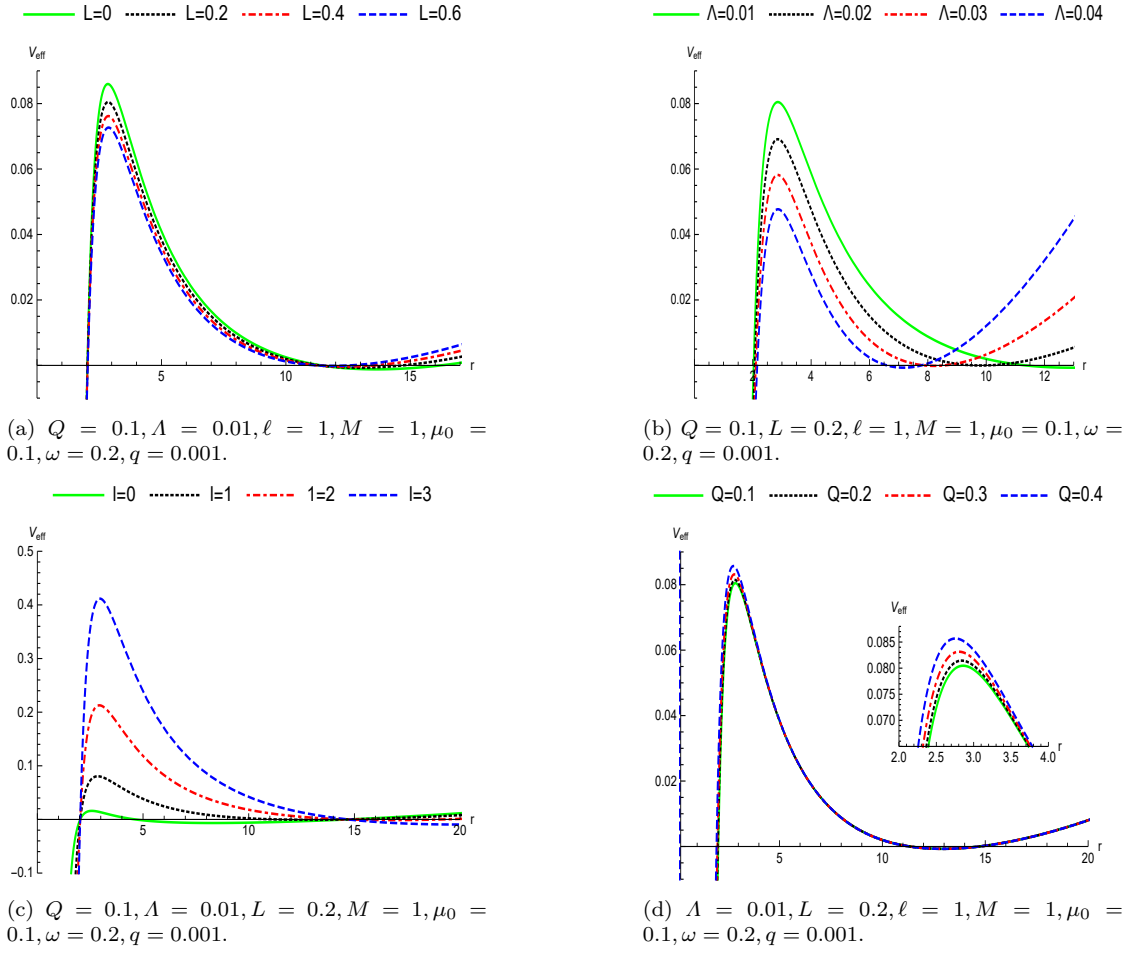 L=0 L=0.2 L=0.4 L=0.6
Veff
0.08
0.06
0.04
0.02
5 10 15
r
(a) Q = 0.1, Λ = 0.01, ℓ = 1, M = 1, μ0 =
0.1, ω = 0.2, q = 0.001.
Λ=0.01 Λ=0.02 Λ=0.03 Λ=0.04
Veff
0.08
0.06
0.04
0.02
2 4 6 8 10 12
r
(b) Q = 0.1, L = 0.2, ℓ = 1, M = 1, μ0 = 0.1, ω =
0.2, q = 0.001.
l=0 l=1 1=2 l=3
Veff
0.5
0.4
0.3
0.2
0.1
-0.1
5 10 15 20
r
(c) Q = 0.1, Λ = 0.01, L = 0.2, M = 1, μ0 =
0.1, ω = 0.2, q = 0.001.
Q=0.1 Q=0.2 Q=0.3 Q=0.4
Veff
0.08
0.06
0.04
0.02
5 10 15 20
r
Veff
0.085
0.080
0.075
0.070
2.0 2.5 3.0 3.5 4.0
r
(d) Λ = 0.01, L = 0.2, ℓ = 1, M = 1, μ0 =
0.1, ω = 0.2, q = 0.001.